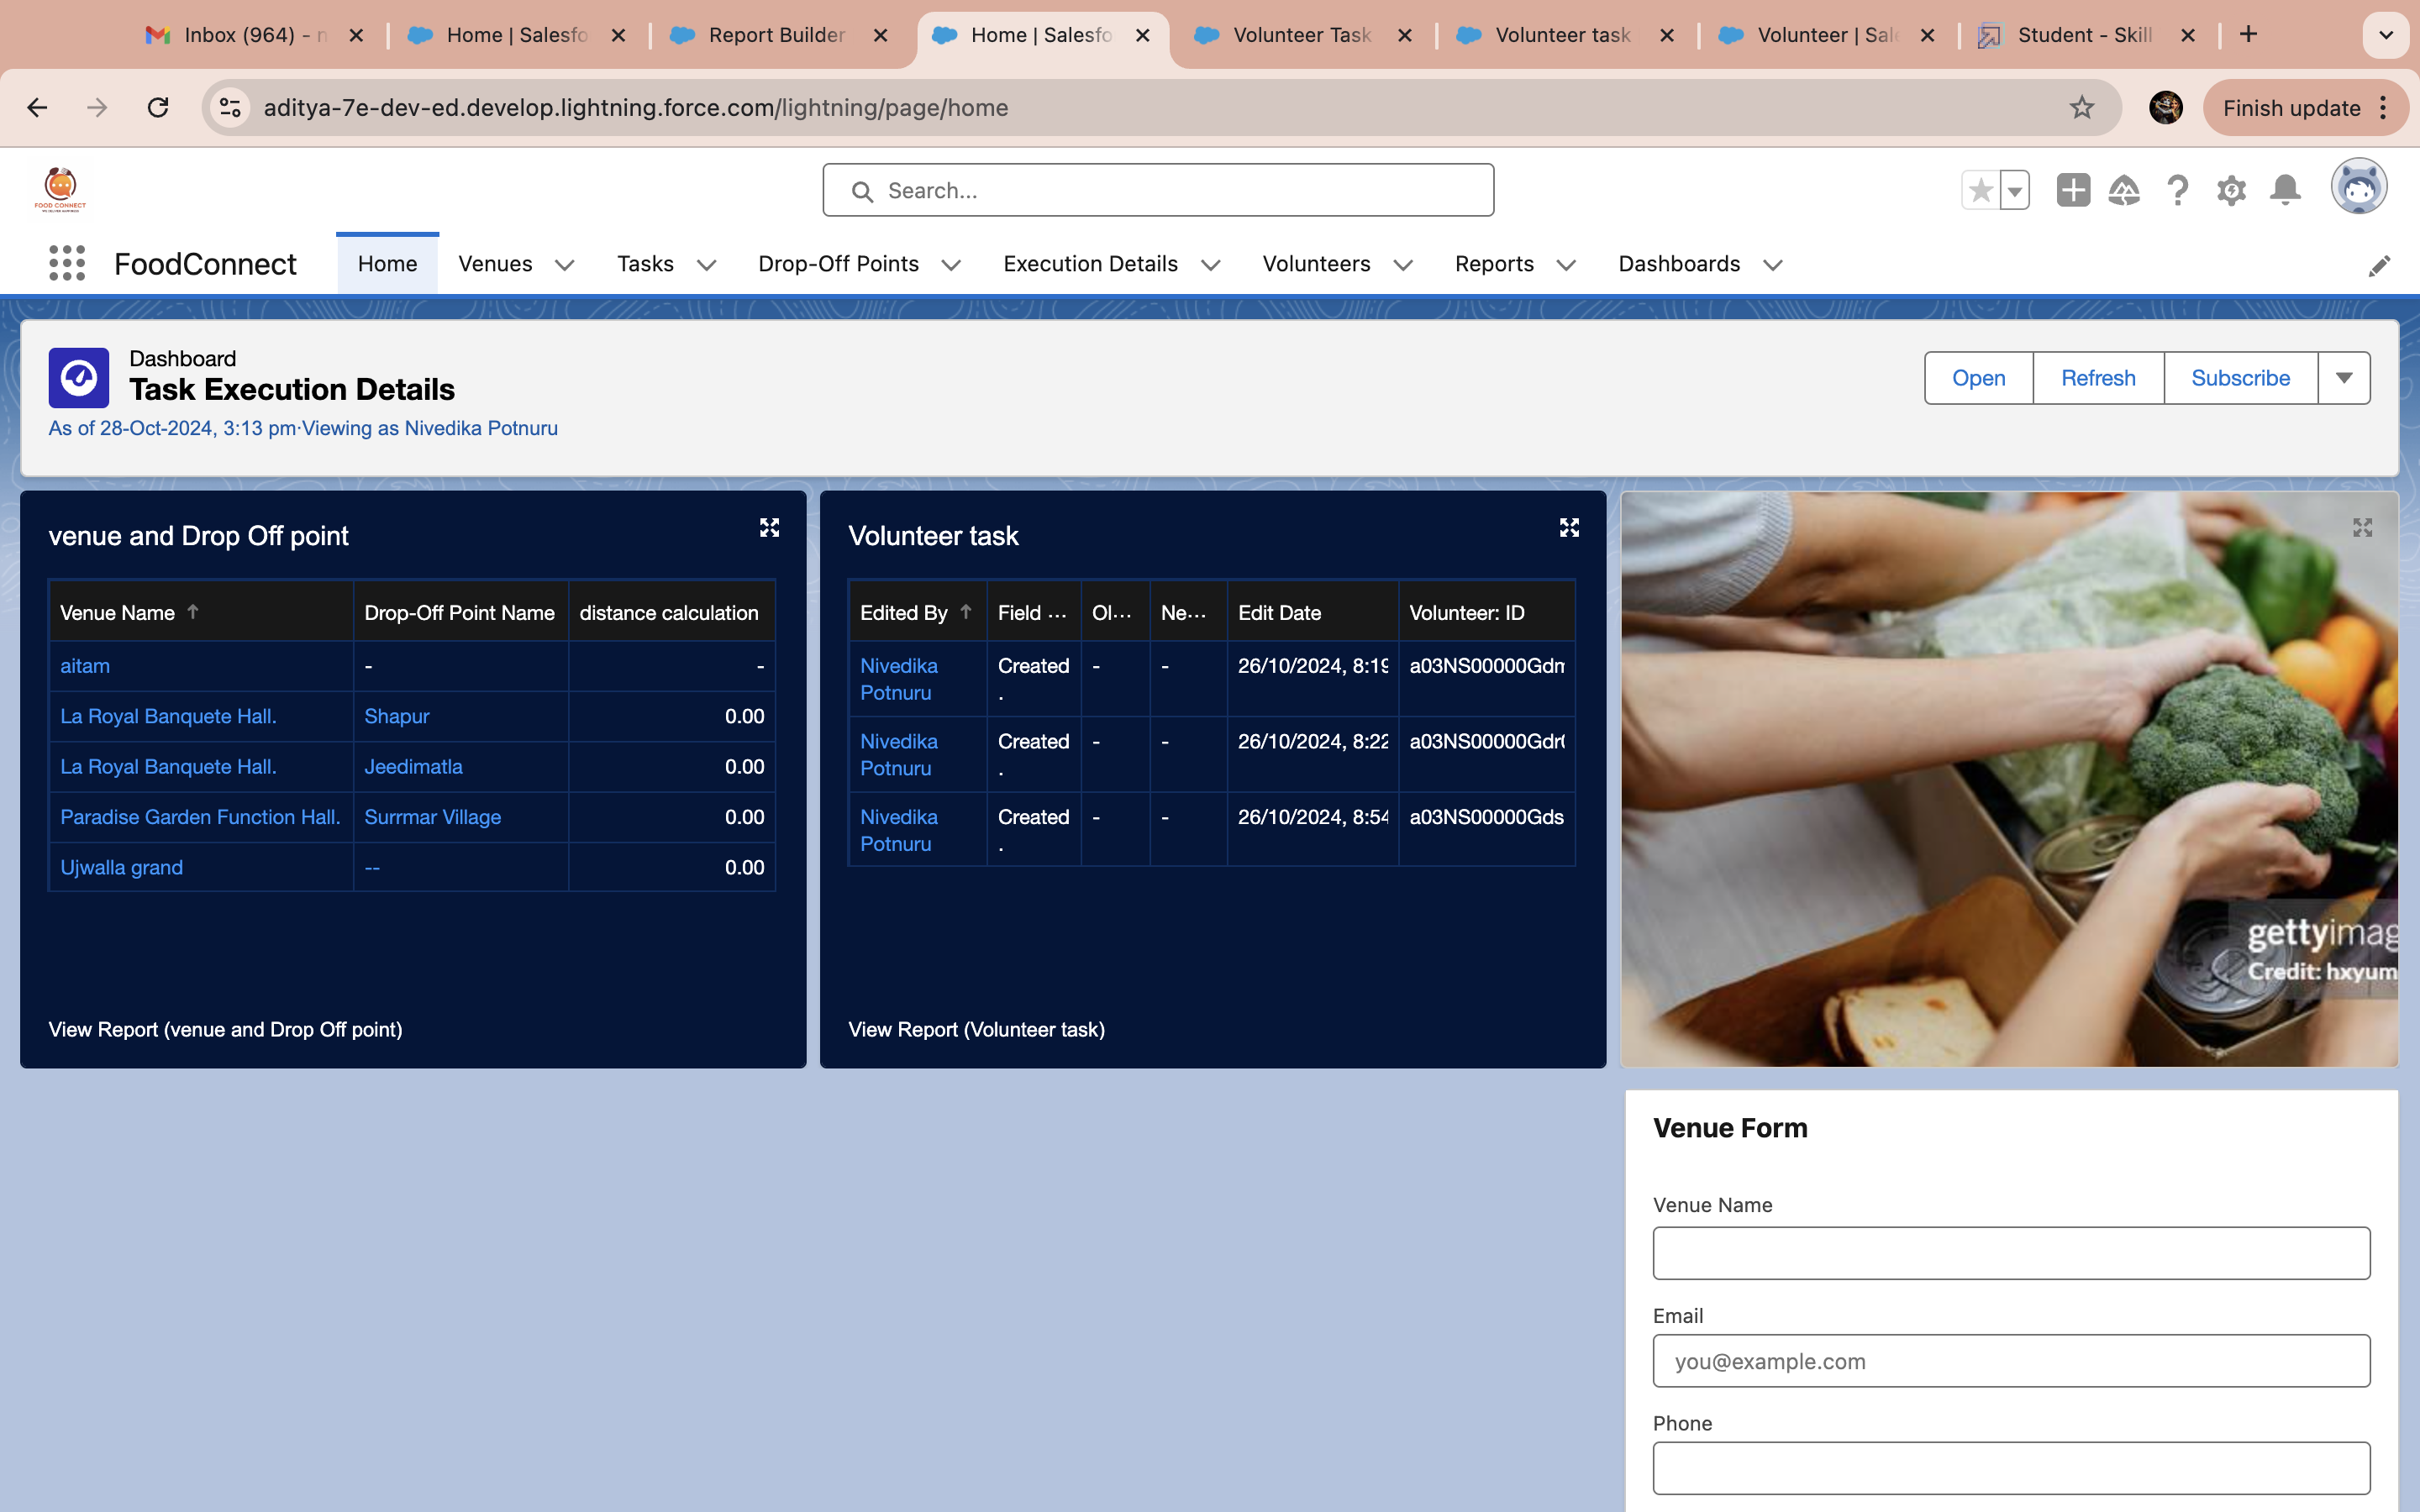 Inbox (964) - n
Home | Salesfo
Report Builder
Home | Salesfo
Volunteer Task
Volunteer task
Volunteer | Sale
Student - Skill
aditya-7e-dev-ed.develop.lightning.force.com/lightning/page/home
Finish update
FOOD CONNECT
Search...
FoodConnect
Home
Venues
Tasks
Drop-Off Points
Execution Details
Volunteers
Reports
Dashboards
Dashboard
Task Execution Details
As of 28-Oct-2024, 3:13 pm·Viewing as Nivedika Potnuru
Open
Refresh
Subscribe
venue and Drop Off point
Venue Name Drop-Off Point Name distance calculation
aitam - -
La Royal Banquete Hall. Shapur 0.00
La Royal Banquete Hall. Jeedimatla 0.00
Paradise Garden Function Hall. Surrmar Village 0.00
Ujwalla grand -- 0.00
View Report (venue and Drop Off point)
Volunteer task
Edited By Field ... Ol... Ne... Edit Date Volunteer: ID
Nivedika Created - - 26/10/2024, 8:19 a03NS00000Gdm
Potnuru .
Nivedika Created - - 26/10/2024, 8:22 a03NS00000Gdr
Potnuru .
Nivedika Created - - 26/10/2024, 8:54 a03NS00000Gds
Potnuru .
View Report (Volunteer task)
gettyimag
Credit: hxyum
Venue Form
Venue Name
Email
you@example.com
Phone